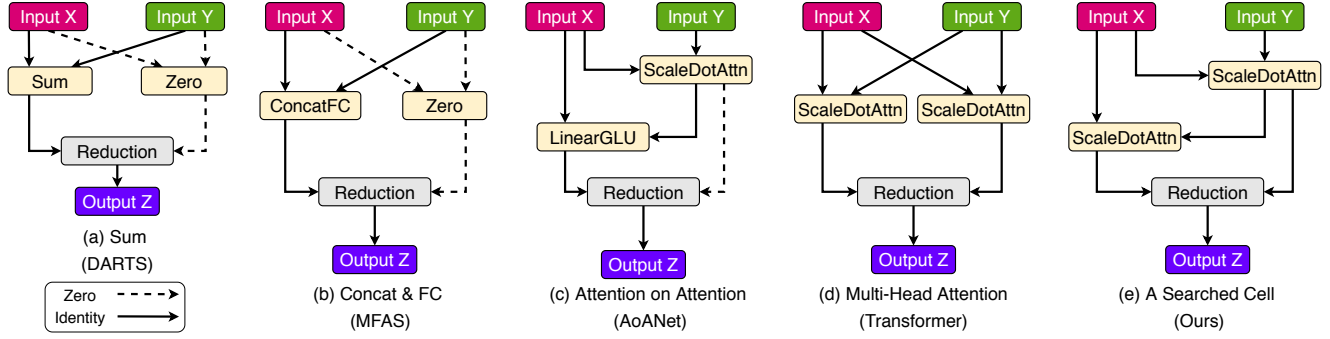 Input X
Input Y
Sum
Zero
Reduction
Output Z
(a) Sum
(DARTS)
Zero
Identity
Input X
Input Y
ConcatFC
Zero
Reduction
Output Z
(b) Concat & FC
(MFAS)
Input X
Input Y
ScaleDotAttn
LinearGLU
Reduction
Output Z
(c) Attention on Attention
(AoANet)
Input X
Input Y
ScaleDotAttn
ScaleDotAttn
Reduction
Output Z
(d) Multi-Head Attention
(Transformer)
Input X
Input Y
ScaleDotAttn
ScaleDotAttn
Reduction
Output Z
(e) A Searched Cell
(Ours)